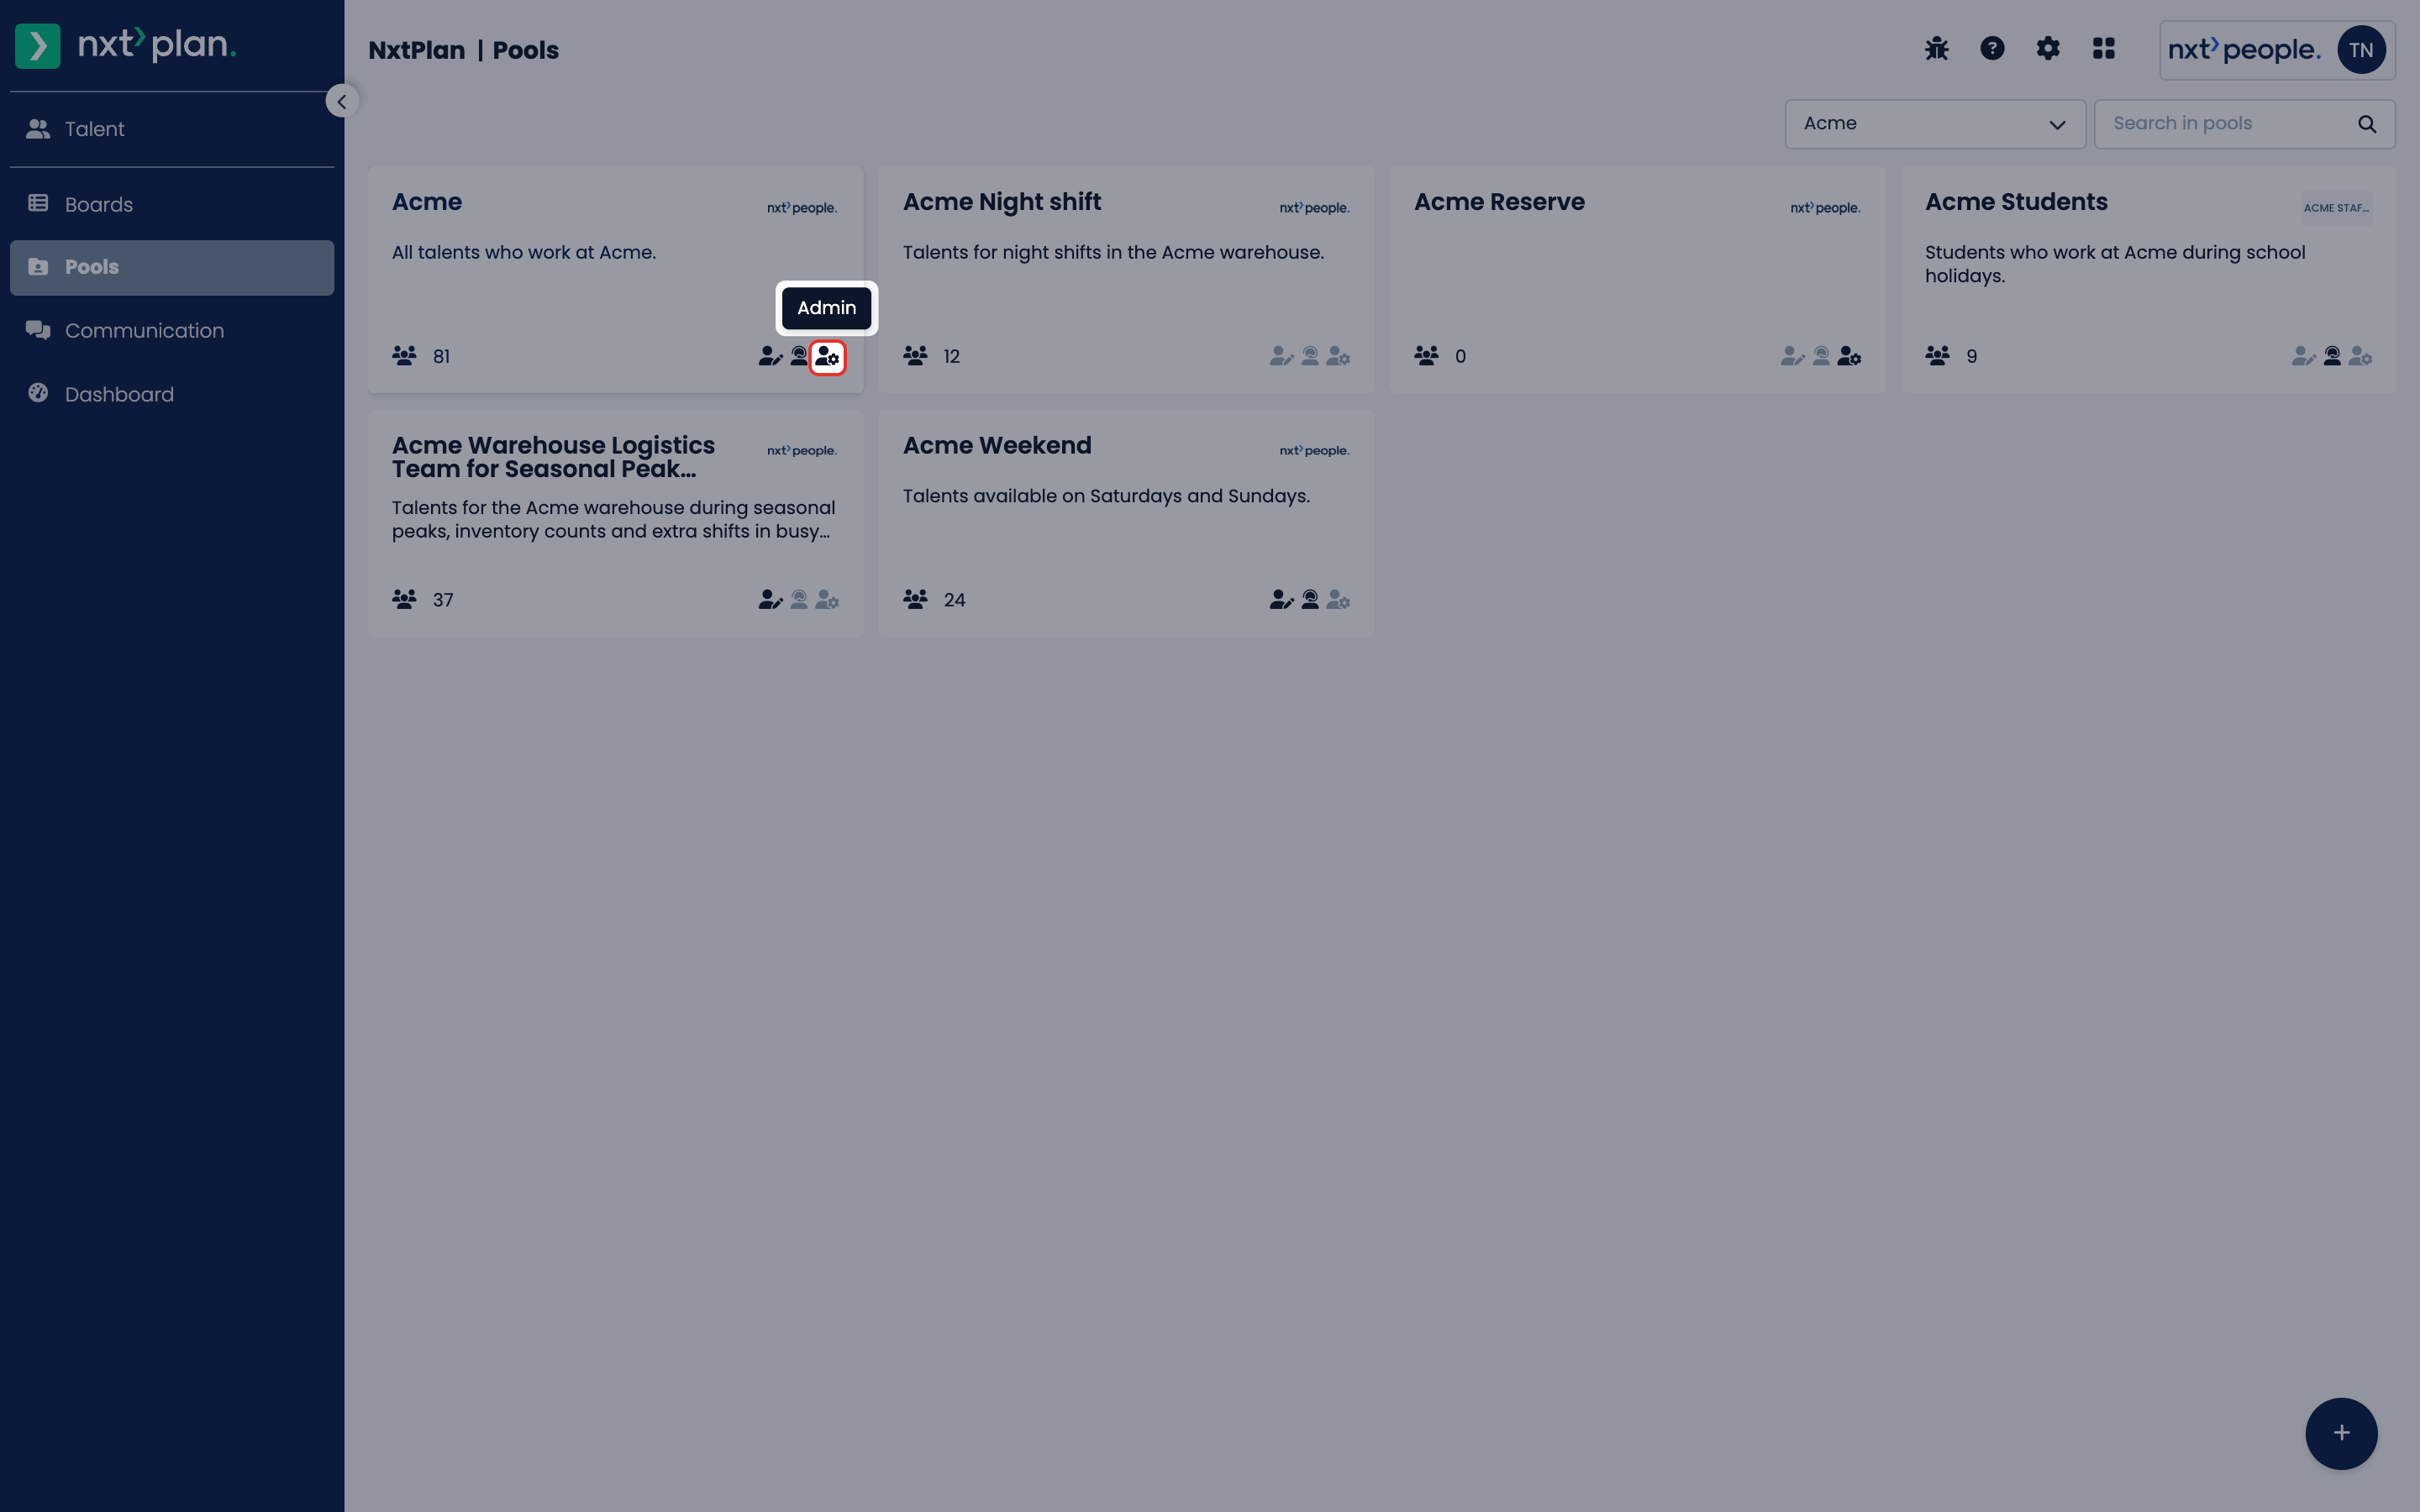 nxt›plan.
NxtPlan | Pools
nxt›people.
TN
Talent
Boards
Pools
Communication
Dashboard
Acme
Search in pools
Acme
nxt›people.
All talents who work at Acme.
Admin
81
Acme Night shift
nxt›people.
Talents for night shifts in the Acme warehouse.
12
Acme Reserve
nxt›people.
0
Acme Students
ACME STAF...
Students who work at Acme during school
holidays.
9
Acme Warehouse Logistics
Team for Seasonal Peak...
nxt›people.
Talents for the Acme warehouse during seasonal
peaks, inventory counts and extra shifts in busy...
37
Acme Weekend
nxt›people.
Talents available on Saturdays and Sundays.
24